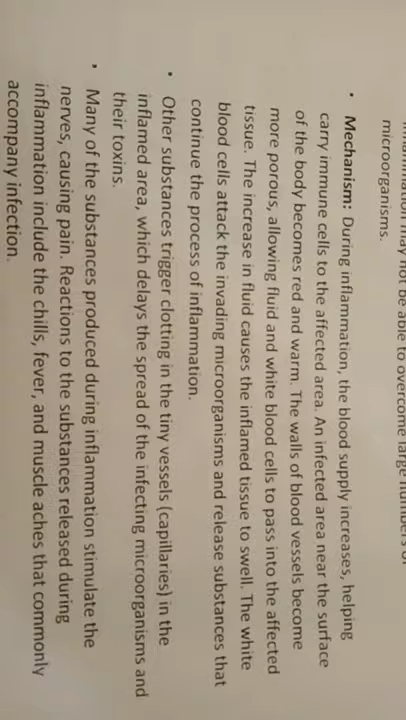 inflammation may not be able to overcome large numbers of
microorganisms.
• Mechanism: During inflammation, the blood supply increases, helping
carry immune cells to the affected area. An infected area near the surface
of the body becomes red and warm. The walls of blood vessels become
more porous, allowing fluid and white blood cells to pass into the affected
tissue. The increase in fluid causes the inflamed tissue to swell. The white
blood cells attack the invading microorganisms and release substances that
continue the process of inflammation.
• Other substances trigger clotting in the tiny vessels (capillaries) in the
inflamed area, which delays the spread of the infecting microorganisms and
their toxins.
• Many of the substances produced during inflammation stimulate the
nerves, causing pain. Reactions to the substances released during
inflammation include the chills, fever, and muscle aches that commonly
accompany infection.